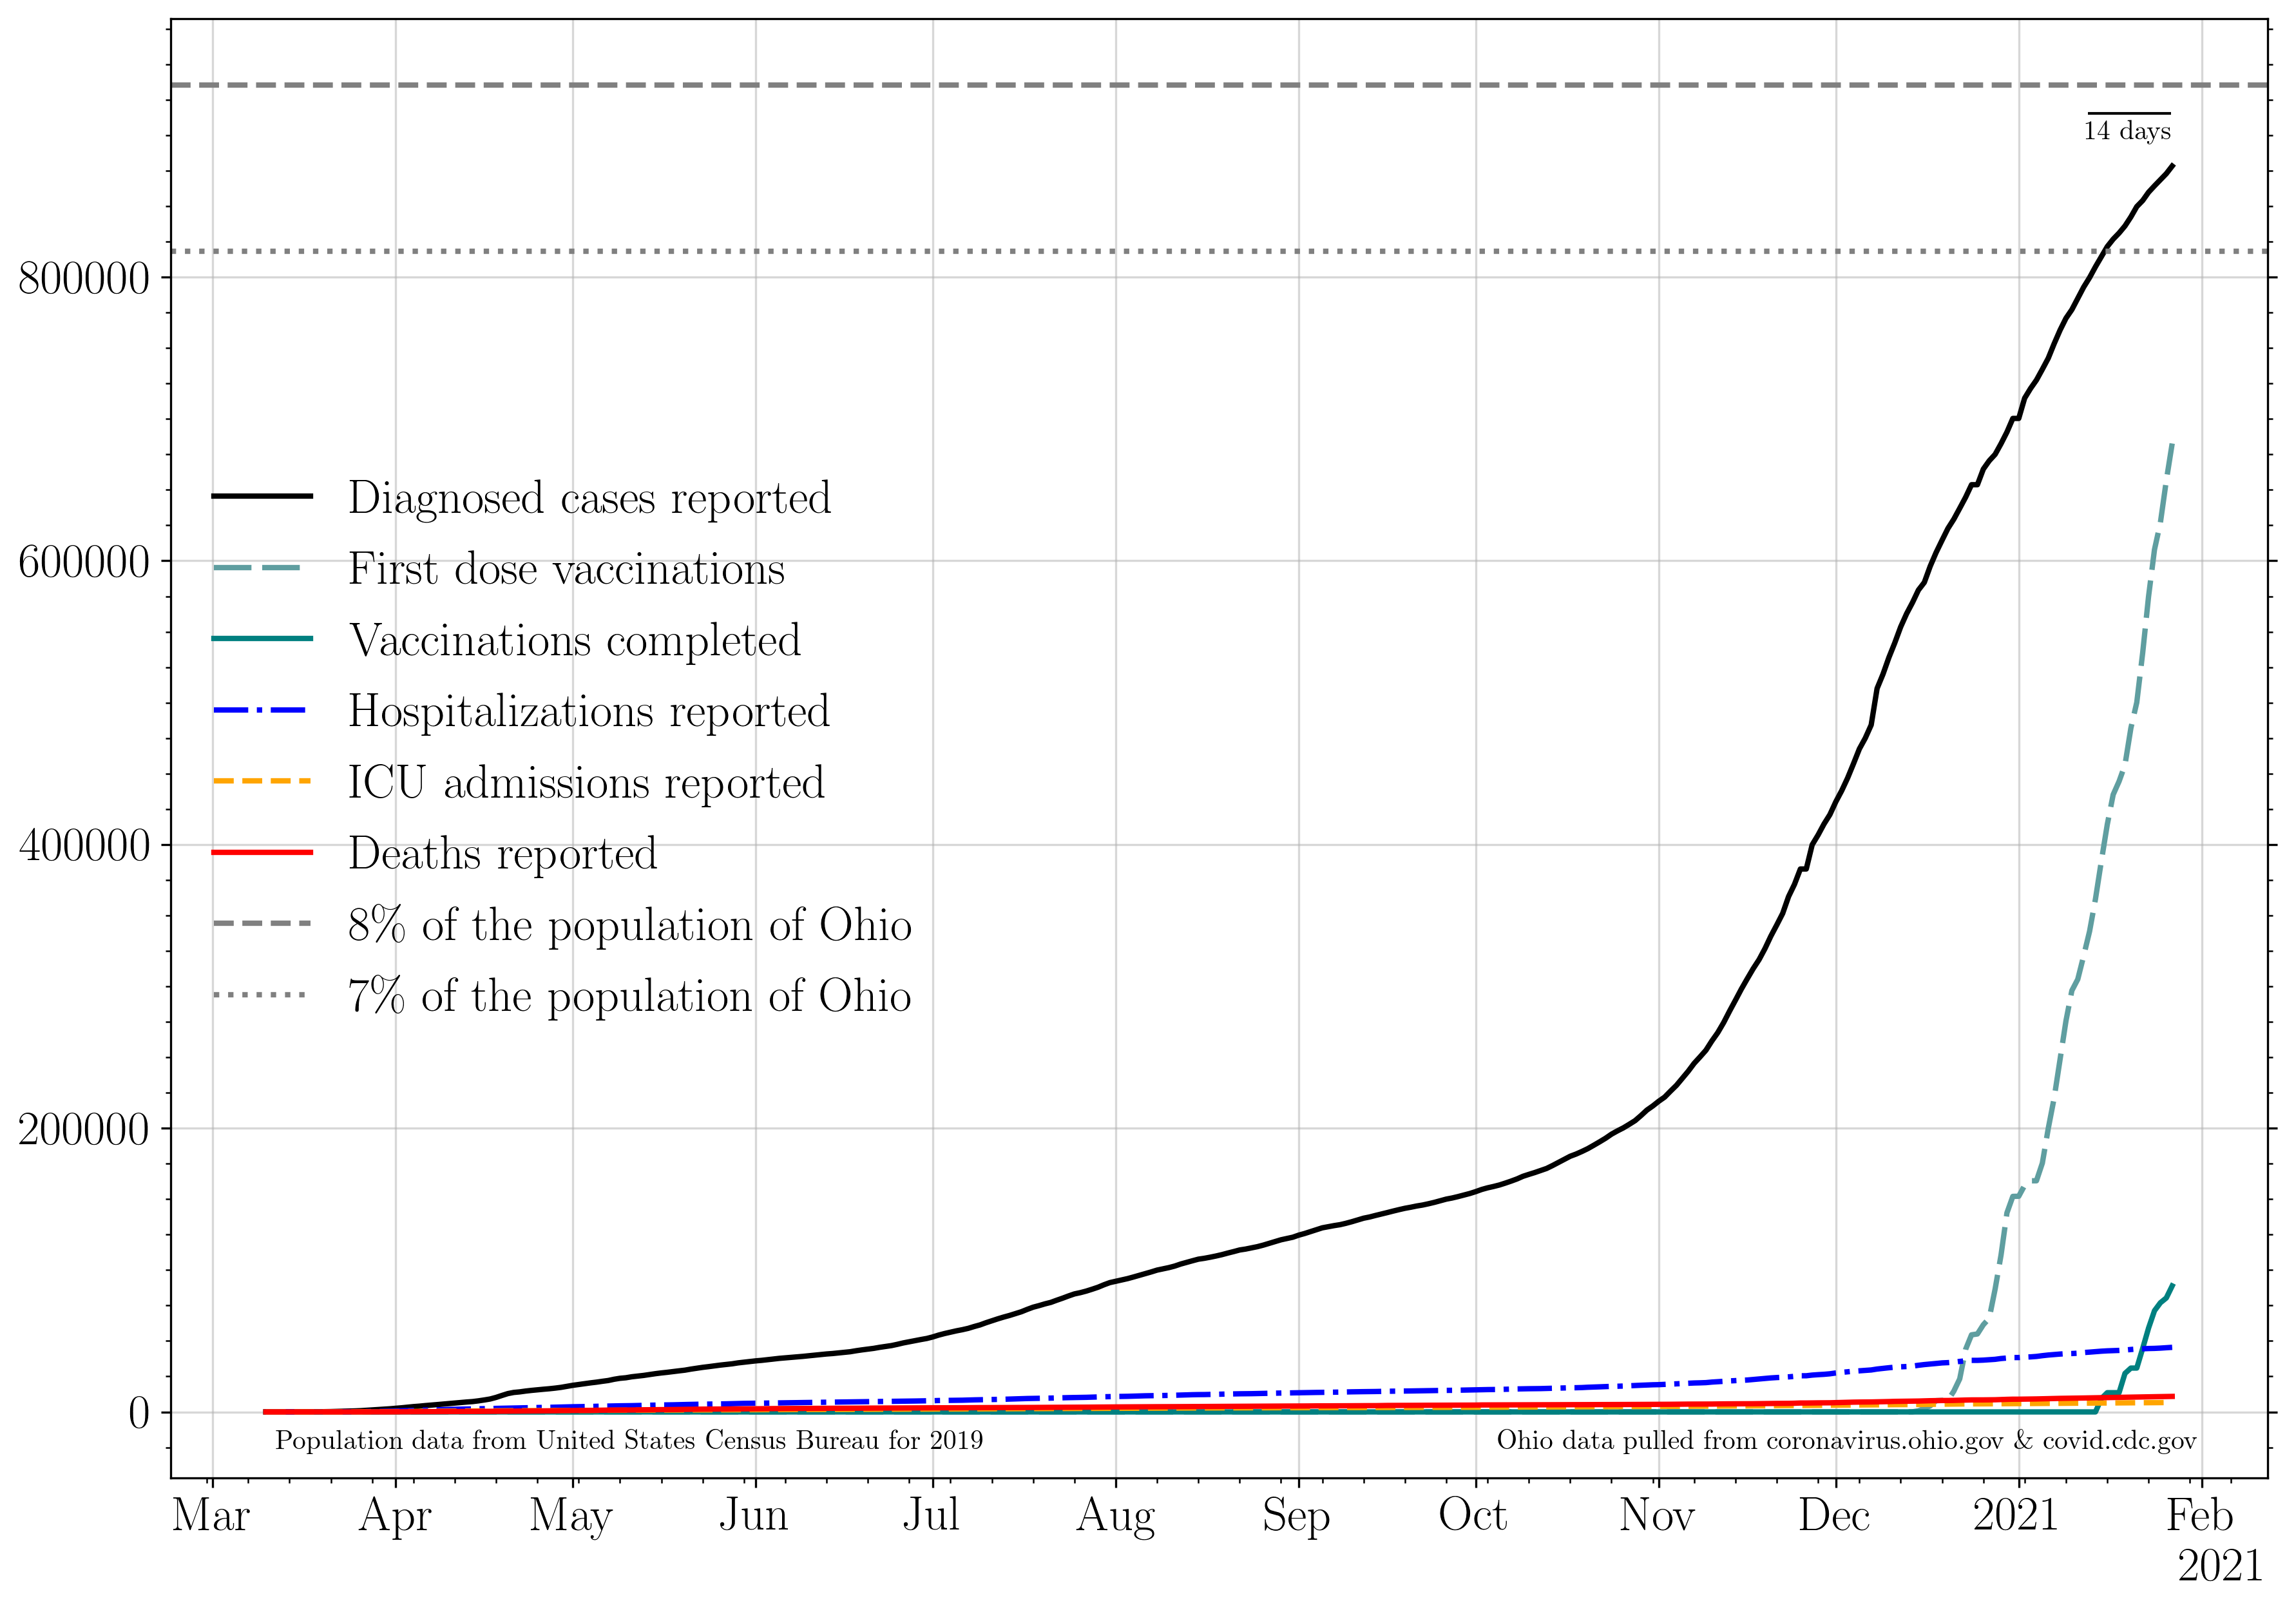 14 days
800000
600000
400000
200000
0
Diagnosed cases reported
First dose vaccinations
Vaccinations completed
Hospitalizations reported
ICU admissions reported
Deaths reported
8% of the population of Ohio
7% of the population of Ohio
Population data from United States Census Bureau for 2019
Ohio data pulled from coronavirus.ohio.gov & covid.cdc.gov
Mar Apr May Jun Jul Aug Sep Oct Nov Dec 2021 Feb
2021